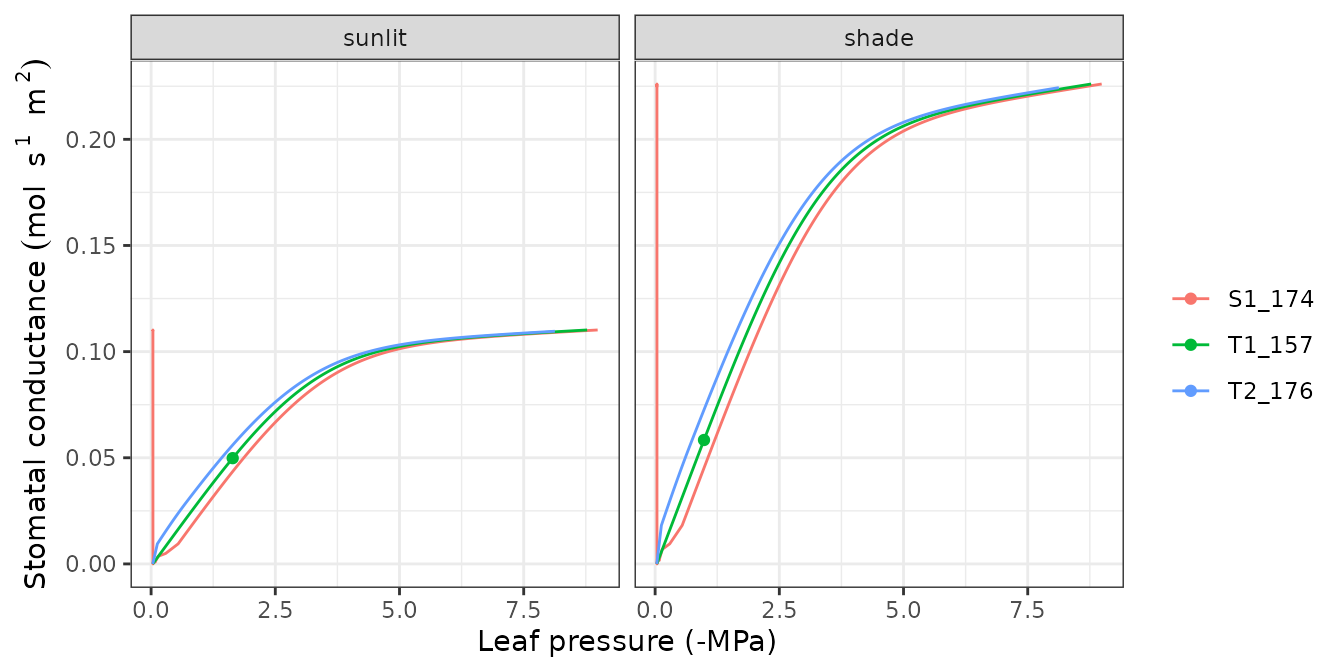 sunlit
shade
Stomatal conductance (mol s¹ m²)
0.20
0.15
0.10
0.05
0.00
0.0 2.5 5.0 7.5
0.0 2.5 5.0 7.5
Leaf pressure (-MPa)
S1_174
T1_157
T2_176